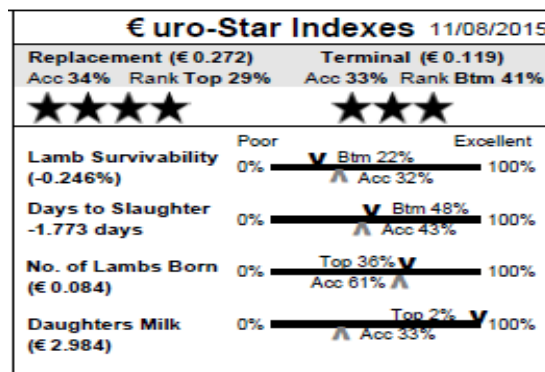 €uro-Star Indexes 11/08/2015
Replacement (€ 0.272) Terminal (€ 0.119)
Acc 34% Rank Top 29% Acc 33% Rank Btm 41%
Poor Excellent
Lamb Survivability 0% Btm 22% 100%
(-0.246%) Acc 32%
Days to Slaughter 0% Btm 48% 100%
-1.773 days Acc 43%
No. of Lambs Born 0% Top 36% 100%
(€ 0.084) Acc 61%
Daughters Milk 0% Top 2% 100%
(€ 2.984) Acc 33%